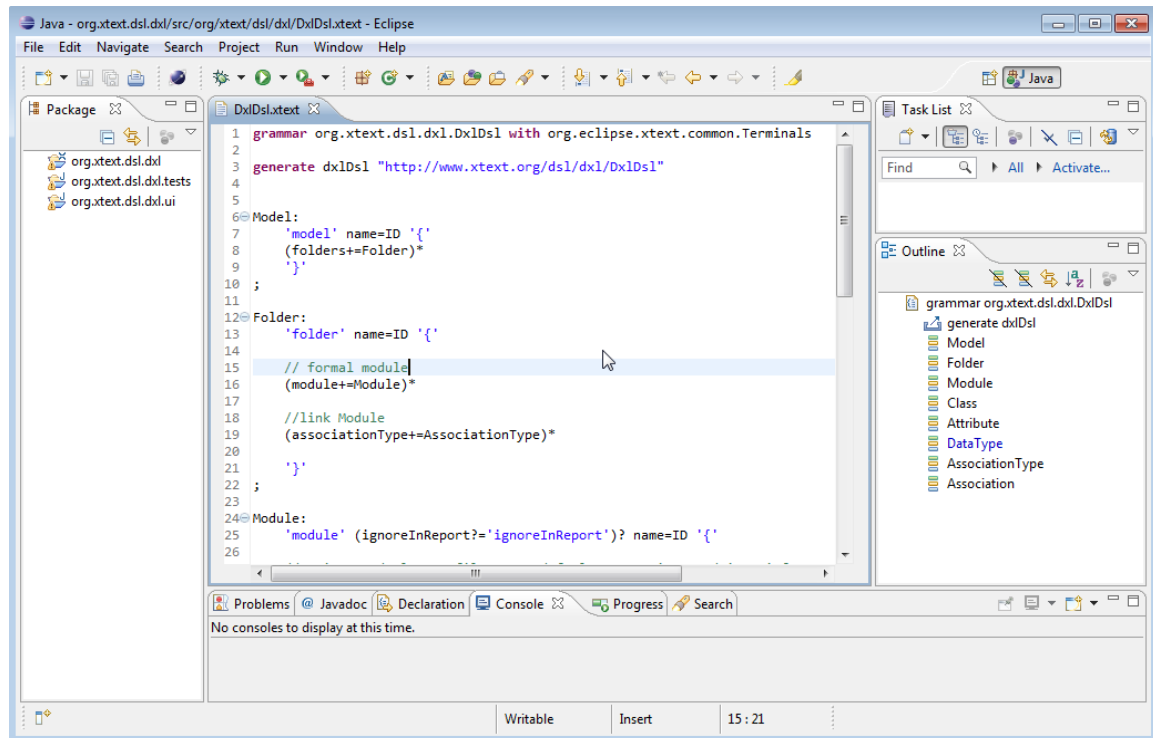 Java - org.xtext.dsl.dxl/src/org/xtext/dsl/dxl/DxlDsl.xtext - Eclipse
File Edit Navigate Search Project Run Window Help
Java
Package
org.xtext.dsl.dxl
org.xtext.dsl.dxl.tests
org.xtext.dsl.dxl.ui
DxlDsl.xtext
1 grammar org.xtext.dsl.dxl.DxlDsl with org.eclipse.xtext.common.Terminals
2
3 generate dxlDsl "http://www.xtext.org/dsl/dxl/DxlDsl"
4
5
6 Model:
7 'model' name=ID '{'
8 (folders+=Folder)*
9 '}'
10 ;
11
12 Folder:
13 'folder' name=ID '{'
14
15 // formal module
16 (module+=Module)*
17
18 //link Module
19 (associationType+=AssociationType)*
20
21 '}'
22 ;
23
24 Module:
25 'module' (ignoreInReport?='ignoreInReport')? name=ID '{'
26
Task List
Find All Activate...
Outline
grammar org.xtext.dsl.dxl.DxlDsl
generate dxlDsl
Model
Folder
Module
Class
Attribute
DataType
AssociationType
Association
Problems @ Javadoc Declaration Console Progress Search
No consoles to display at this time.
Writable Insert 15 : 21